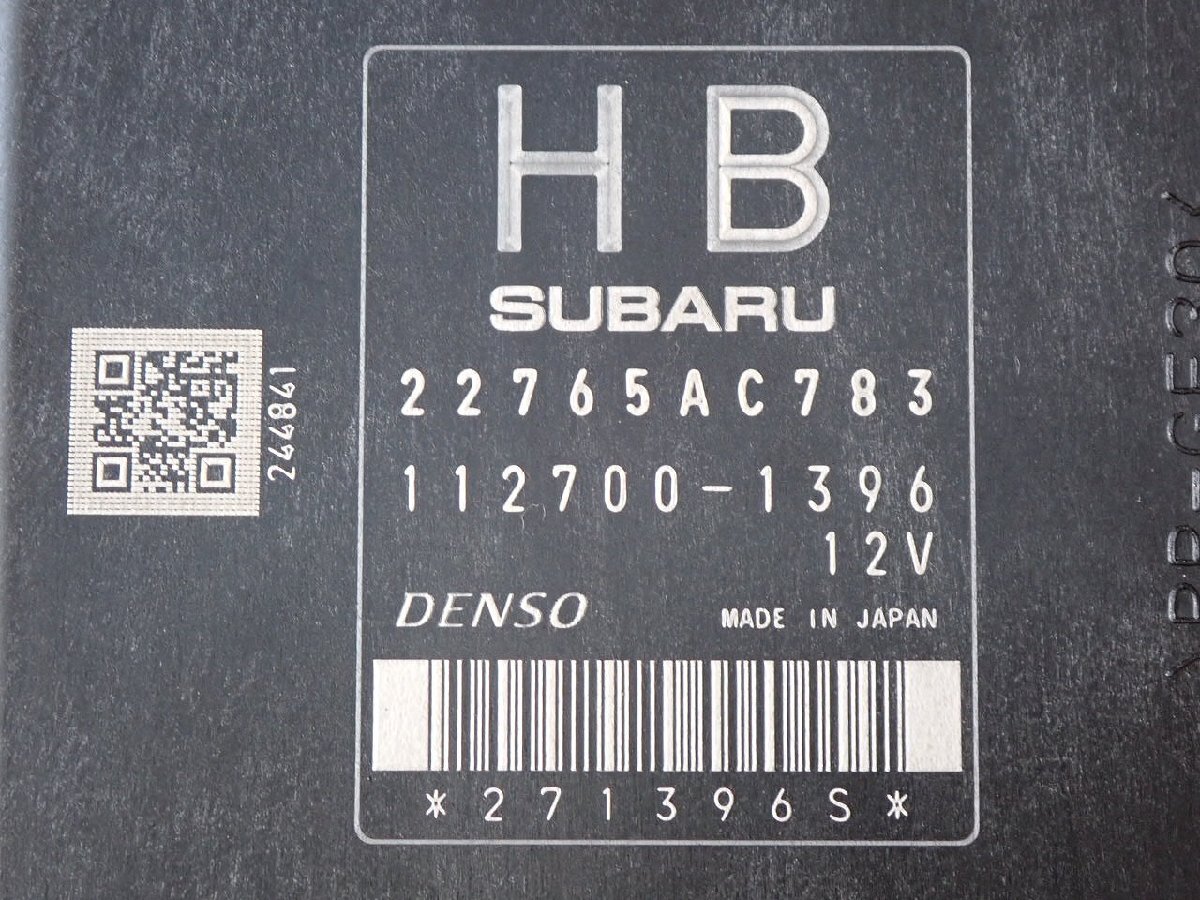 HB
SUBARU
22765AC783
112700-1396
12V
DENSO
MADE IN JAPAN
*271396S*
244841